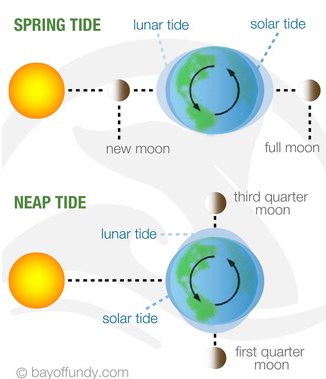 SPRING TIDE
lunar tide
solar tide
new moon
full moon
NEAP TIDE
third quarter
moon
lunar tide
solar tide
first quarter
moon
© bayoffundy.com